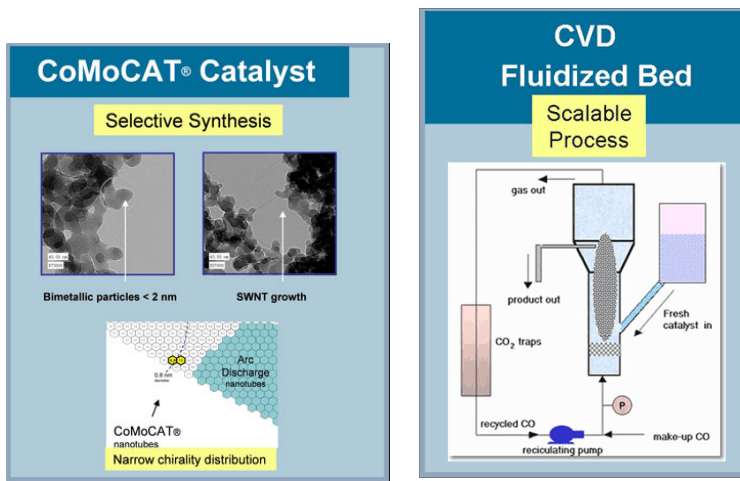 CoMoCAT® Catalyst
Selective Synthesis
Bimetallic particles < 2 nm
SWNT growth
0.8 nm
Arc
Discharge
nanotubes
CoMoCAT®
nanotubes
Narrow chirality distribution
CVD
Fluidized Bed
Scalable
Process
gas out
product out
Fresh
catalyst in
CO2 traps
P
recycled CO
make-up CO
reciculating pump